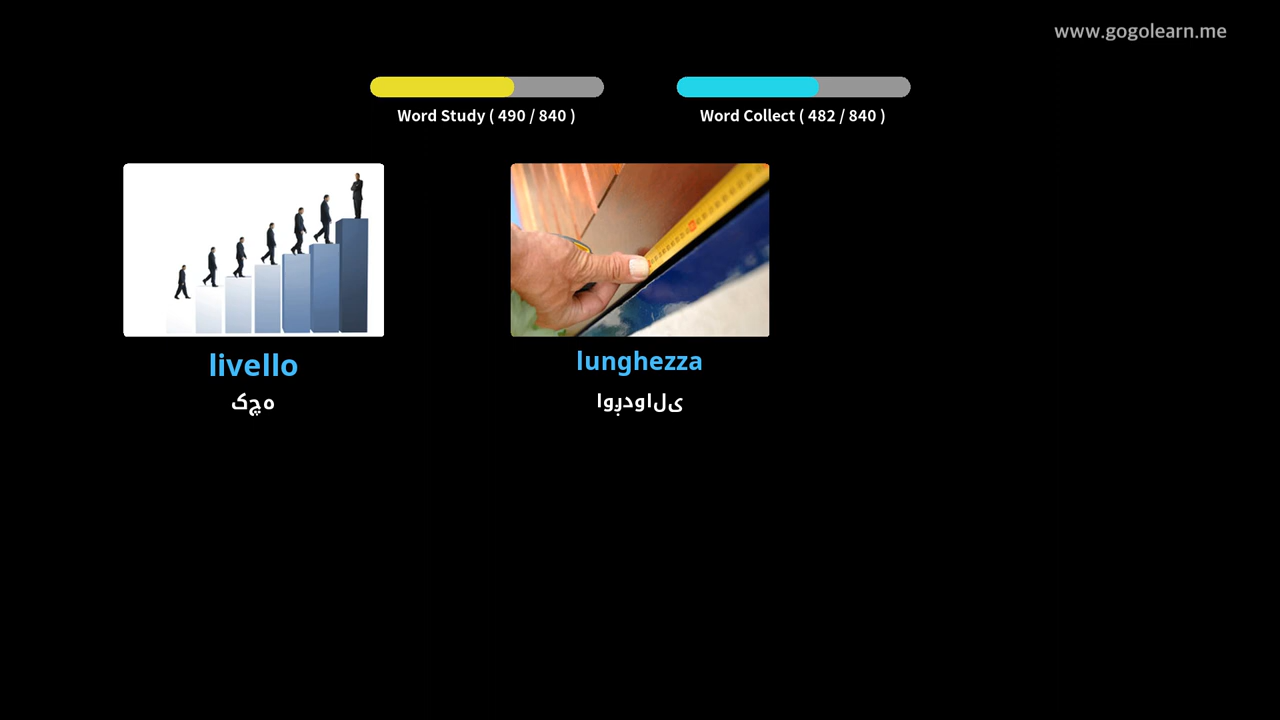 www.gogolearn.me
Word Study ( 490 / 840 )
Word Collect ( 482 / 840 )
livello
کچه
lunghezza
اوږدوالی